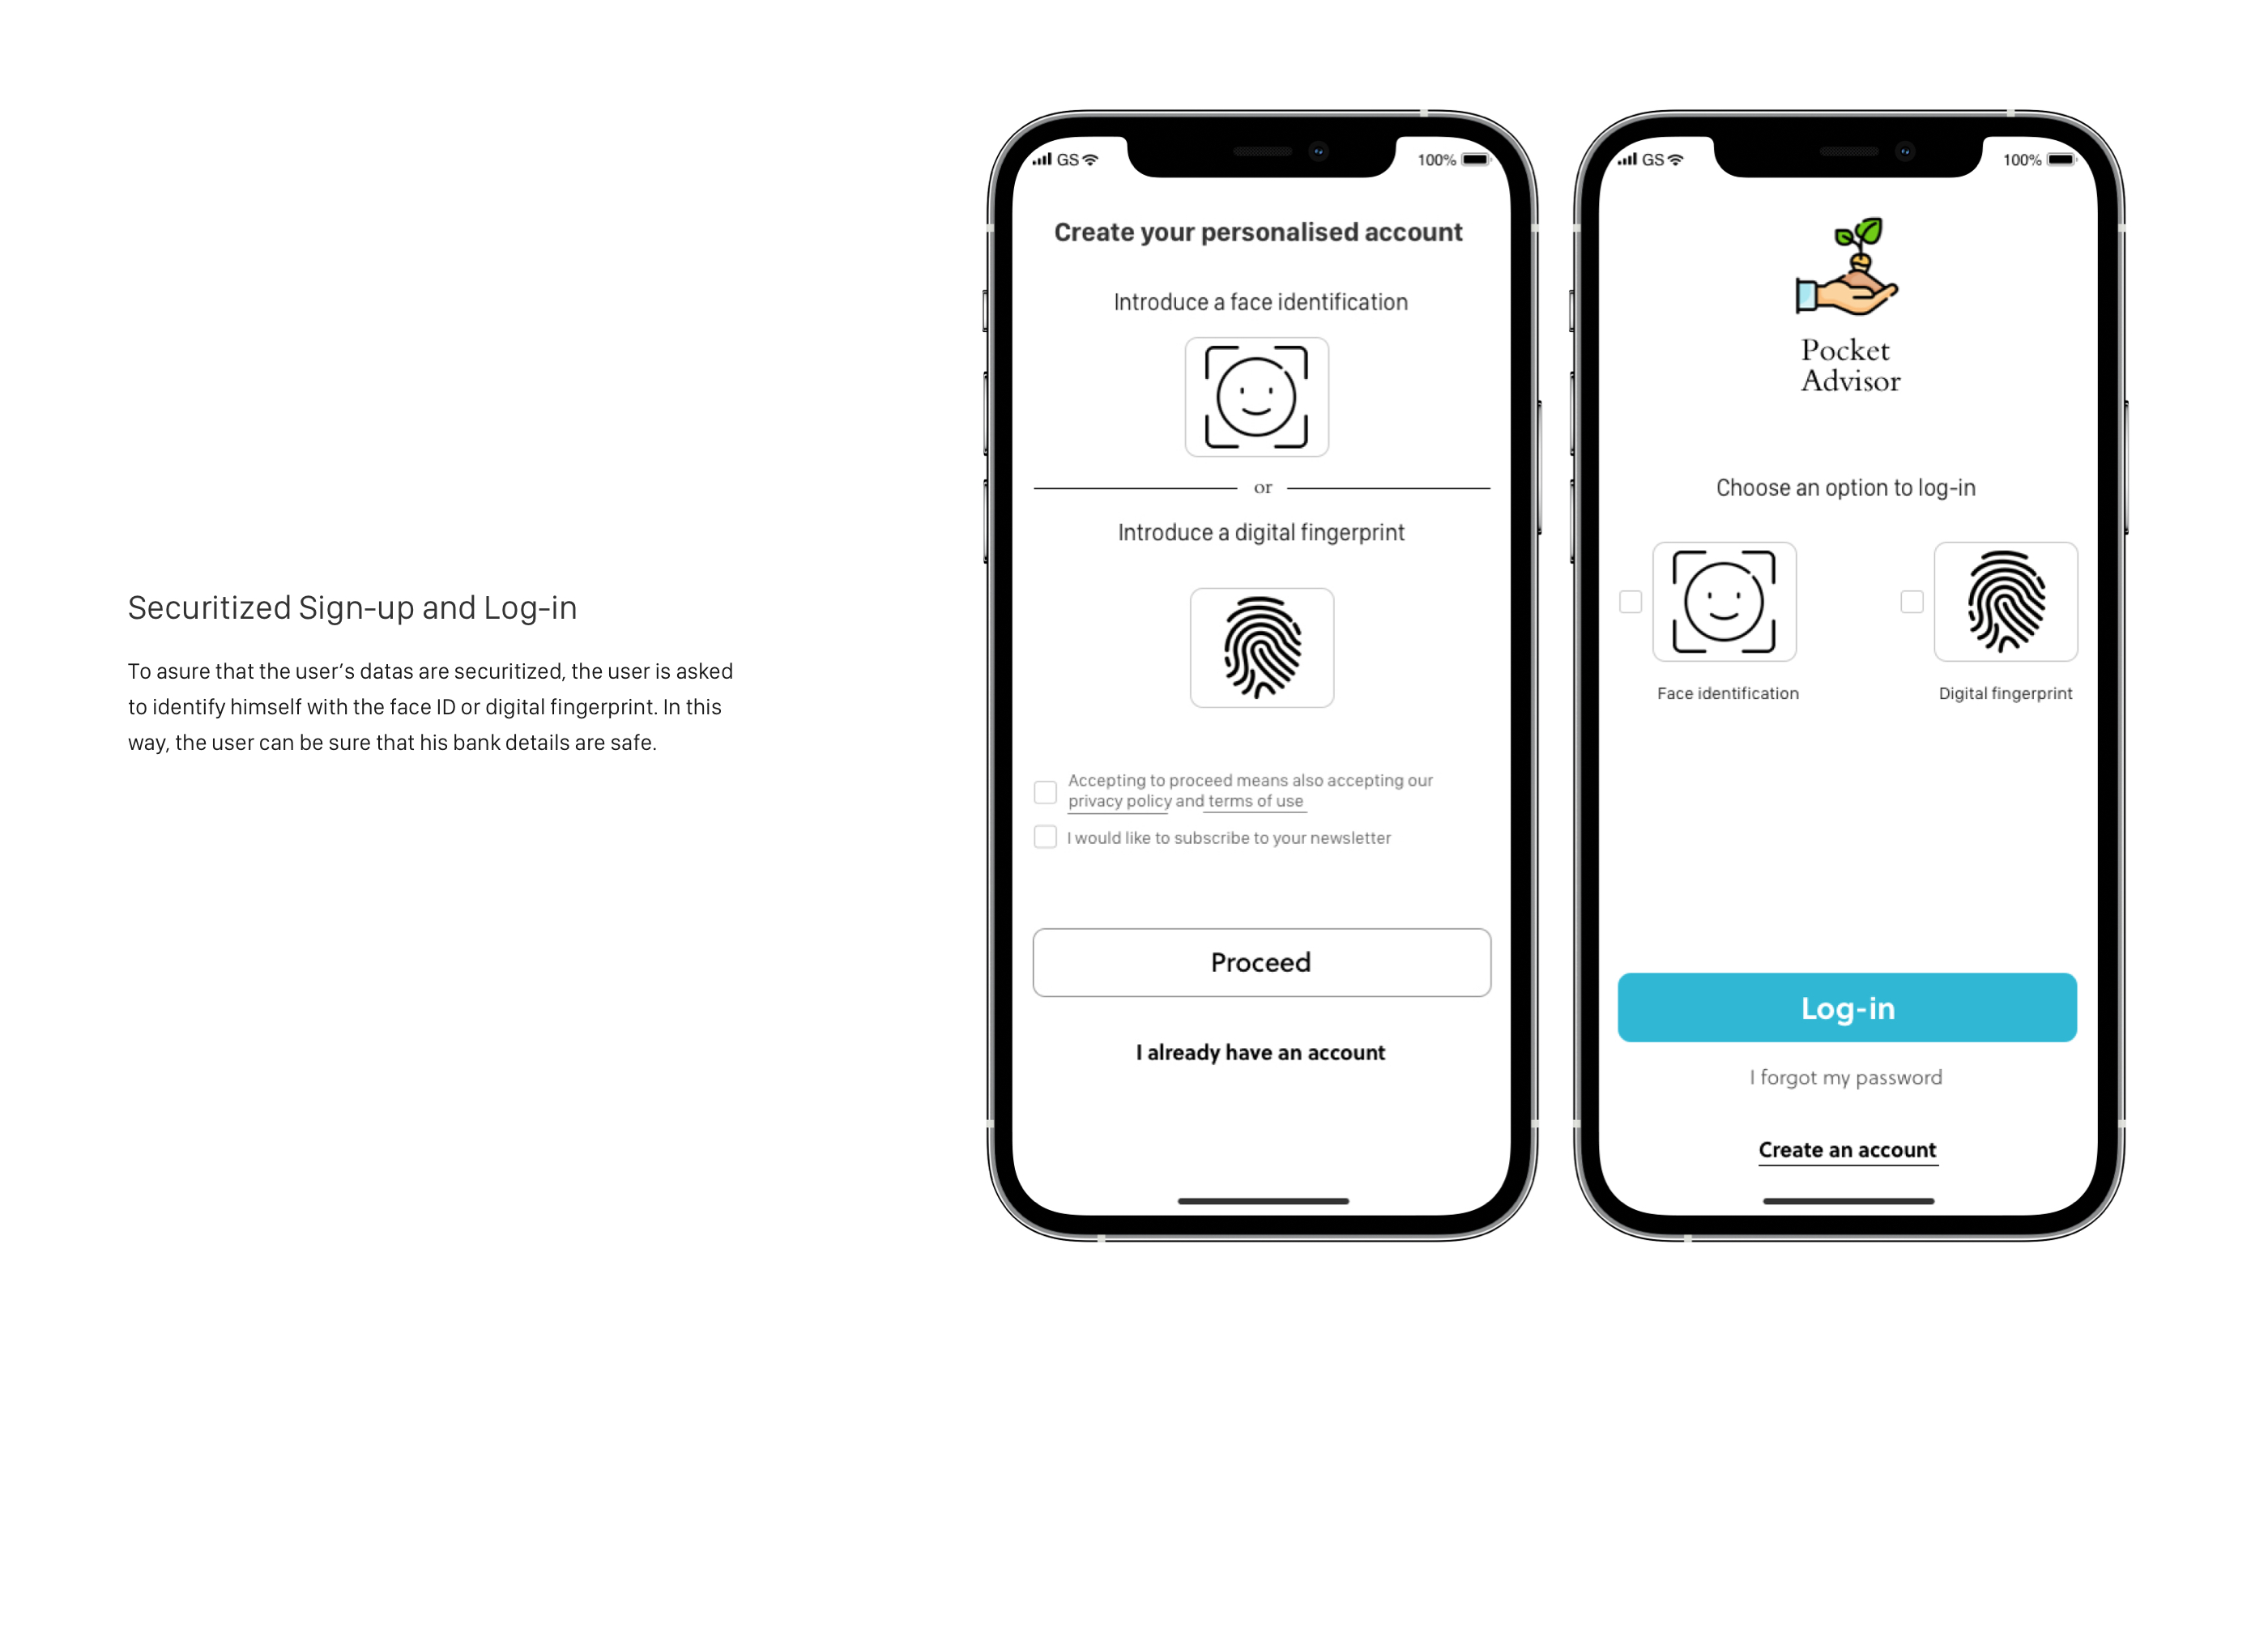 Securitized Sign-up and Log-in
To asure that the user’s datas are securitized, the user is asked
to identify himself with the face ID or digital fingerprint. In this
way, the user can be sure that his bank details are safe.
GS 100%
Create your personalised account
Introduce a face identification
or
Introduce a digital fingerprint
Accepting to proceed means also accepting our
privacy policy and terms of use
I would like to subscribe to your newsletter
Proceed
I already have an account
GS 100%
Pocket
Advisor
Choose an option to log-in
Face identification Digital fingerprint
Log-in
I forgot my password
Create an account